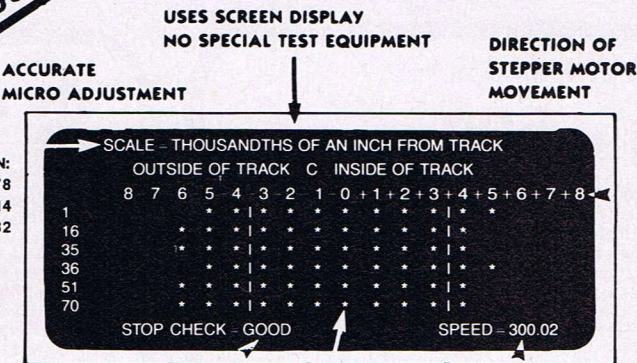 USES SCREEN DISPLAY
NO SPECIAL TEST EQUIPMENT
DIRECTION OF
STEPPER MOTOR
MOVEMENT
ACCURATE
MICRO ADJUSTMENT
SCALE – THOUSANDTHS OF AN INCH FROM TRACK
OUTSIDE OF TRACK C INSIDE OF TRACK
8 7 6 5 4 3 2 1 0 +1 +2 +3 +4 +5 +6 +7 +8
1 * * | * * * * * * * | * *
16 * * * | * * * * * * * | *
35 * * * | * * * * * * * | *
36 * * | * * * * * * * | * *
51 * * * | * * * * * * * | *
70 * * * | * * * * * * * | *
STOP CHECK – GOOD SPEED – 300.02
N:
78
14
32